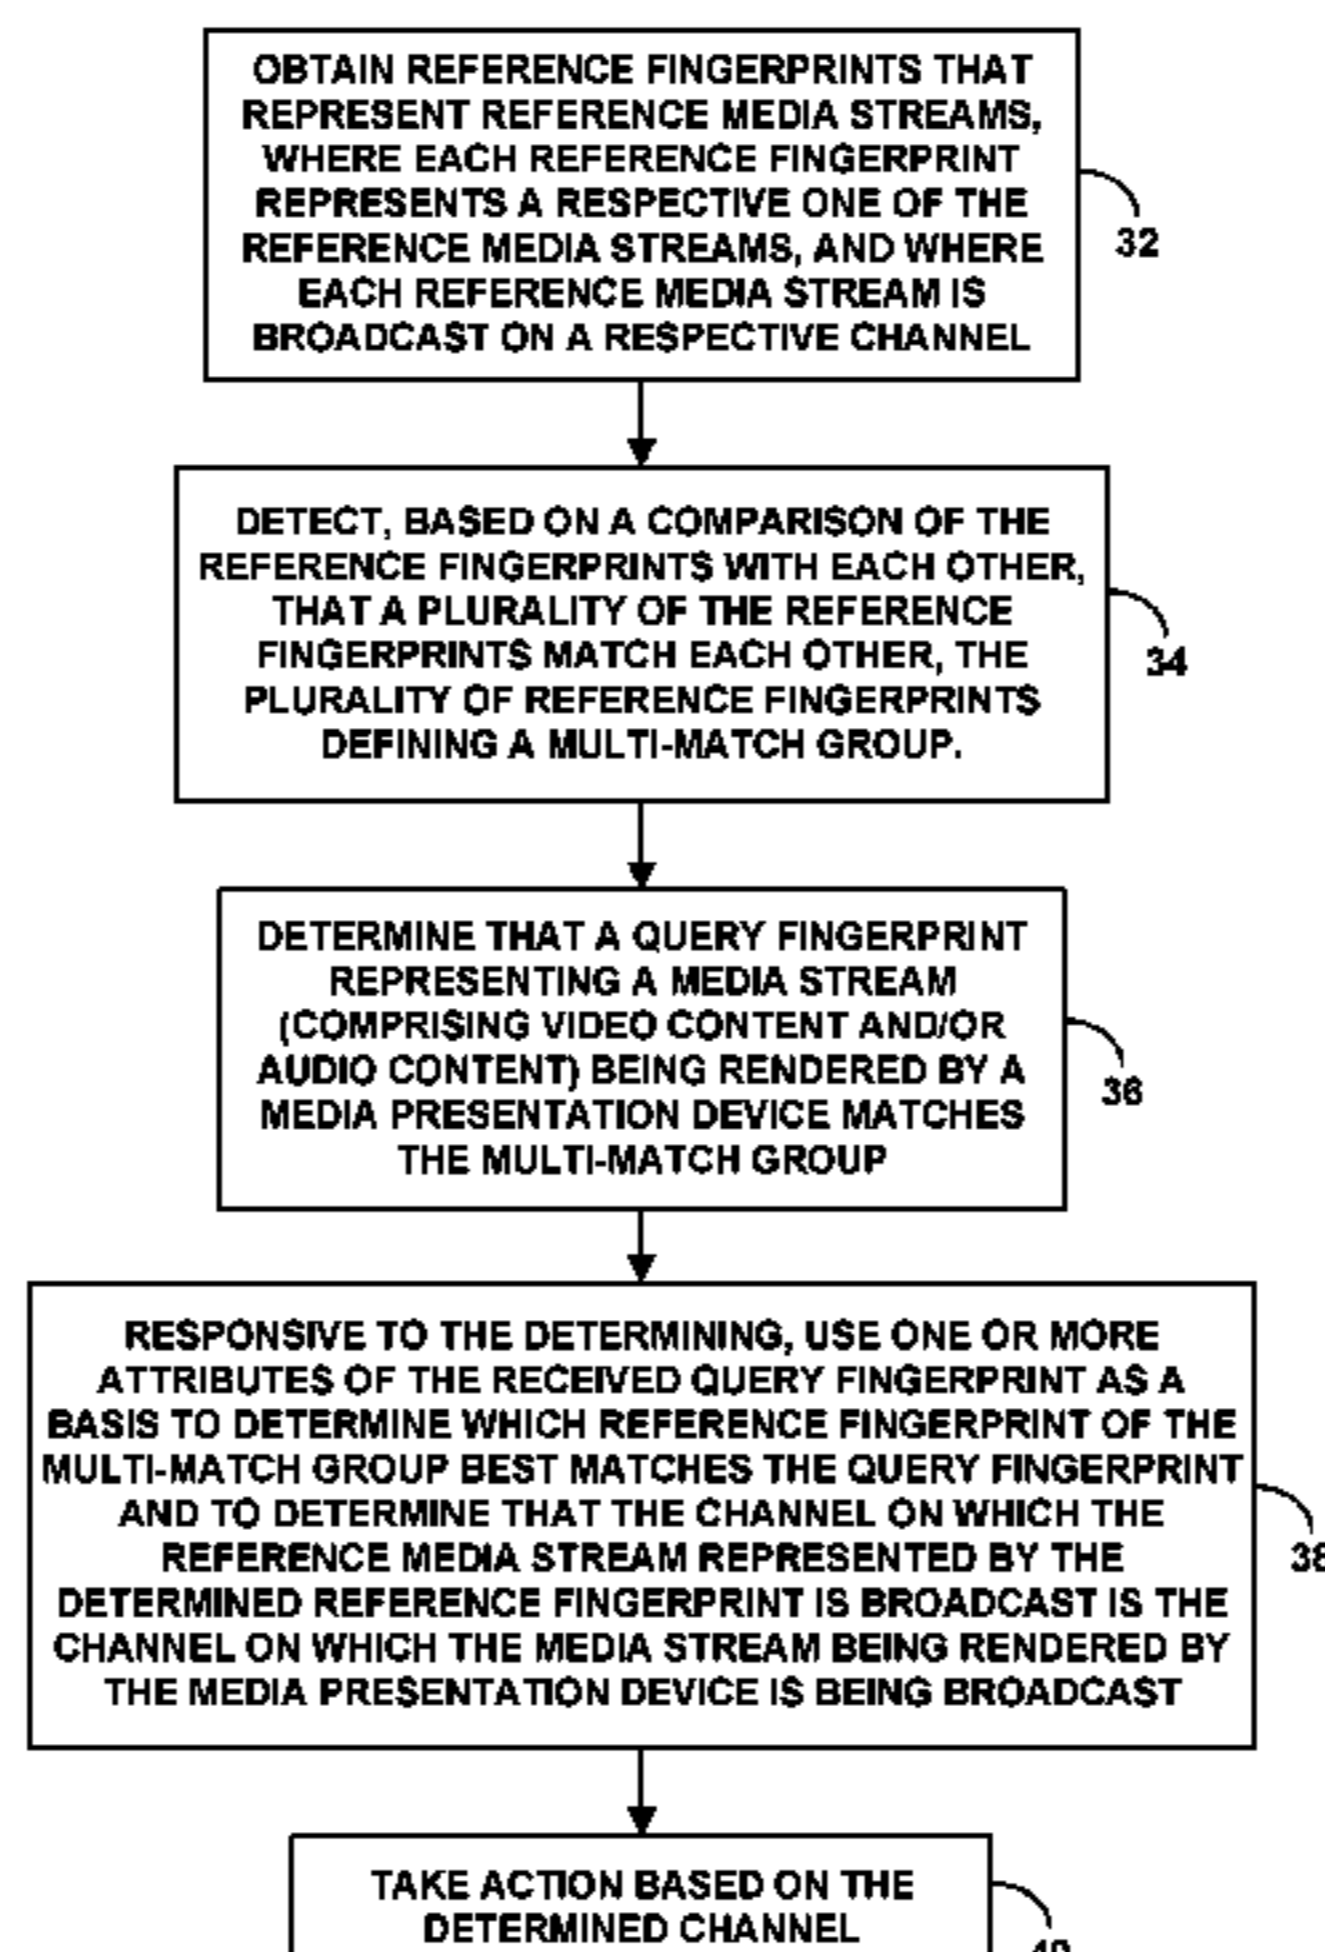 OBTAIN REFERENCE FINGERPRINTS THAT
REPRESENT REFERENCE MEDIA STREAMS,
WHERE EACH REFERENCE FINGERPRINT
REPRESENTS A RESPECTIVE ONE OF THE
REFERENCE MEDIA STREAMS, AND WHERE
EACH REFERENCE MEDIA STREAM IS
BROADCAST ON A RESPECTIVE CHANNEL
32
DETECT, BASED ON A COMPARISON OF THE
REFERENCE FINGERPRINTS WITH EACH OTHER,
THAT A PLURALITY OF THE REFERENCE
FINGERPRINTS MATCH EACH OTHER, THE
PLURALITY OF REFERENCE FINGERPRINTS
DEFINING A MULTI-MATCH GROUP.
34
DETERMINE THAT A QUERY FINGERPRINT
REPRESENTING A MEDIA STREAM
(COMPRISING VIDEO CONTENT AND/OR
AUDIO CONTENT) BEING RENDERED BY A
MEDIA PRESENTATION DEVICE MATCHES
THE MULTI-MATCH GROUP
36
RESPONSIVE TO THE DETERMINING, USE ONE OR MORE
ATTRIBUTES OF THE RECEIVED QUERY FINGERPRINT AS A
BASIS TO DETERMINE WHICH REFERENCE FINGERPRINT OF THE
MULTI-MATCH GROUP BEST MATCHES THE QUERY FINGERPRINT
AND TO DETERMINE THAT THE CHANNEL ON WHICH THE
REFERENCE MEDIA STREAM REPRESENTED BY THE
DETERMINED REFERENCE FINGERPRINT IS BROADCAST IS THE
CHANNEL ON WHICH THE MEDIA STREAM BEING RENDERED BY
THE MEDIA PRESENTATION DEVICE IS BEING BROADCAST
38
TAKE ACTION BASED ON THE
DETERMINED CHANNEL